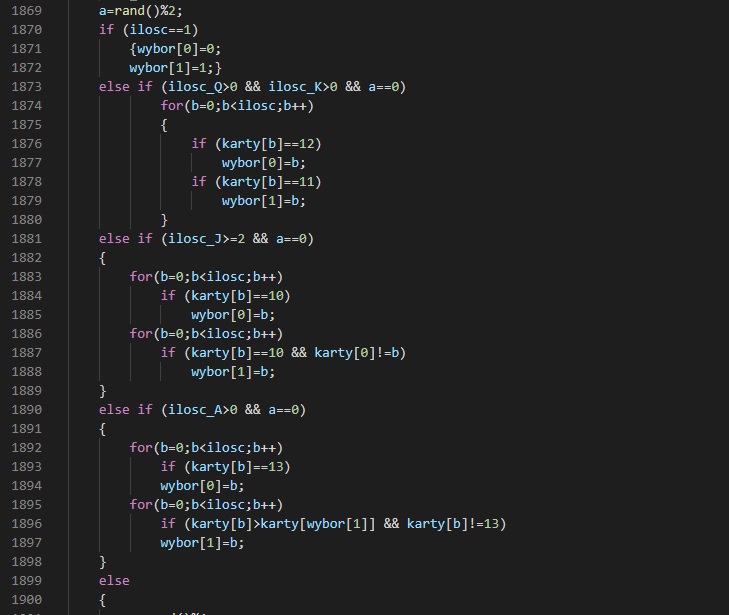 1869 a=rand()%2;
1870 if (ilosc==1)
1871 {wybor[0]=0;
1872 wybor[1]=1;}
1873 else if (ilosc_Q>0 && ilosc_K>0 && a==0)
1874 for(b=0;b<ilosc;b++)
1875 {
1876 if (karty[b]==12)
1877 wybor[0]=b;
1878 if (karty[b]==11)
1879 wybor[1]=b;
1880 }
1881 else if (ilosc_J>=2 && a==0)
1882 {
1883 for(b=0;b<ilosc;b++)
1884 if (karty[b]==10)
1885 wybor[0]=b;
1886 for(b=0;b<ilosc;b++)
1887 if (karty[b]==10 && karty[0]!=b)
1888 wybor[1]=b;
1889 }
1890 else if (ilosc_A>0 && a==0)
1891 {
1892 for(b=0;b<ilosc;b++)
1893 if (karty[b]==13)
1894 wybor[0]=b;
1895 for(b=0;b<ilosc;b++)
1896 if (karty[b]>karty[wybor[1]] && karty[b]!=13)
1897 wybor[1]=b;
1898 }
1899 else
1900 {